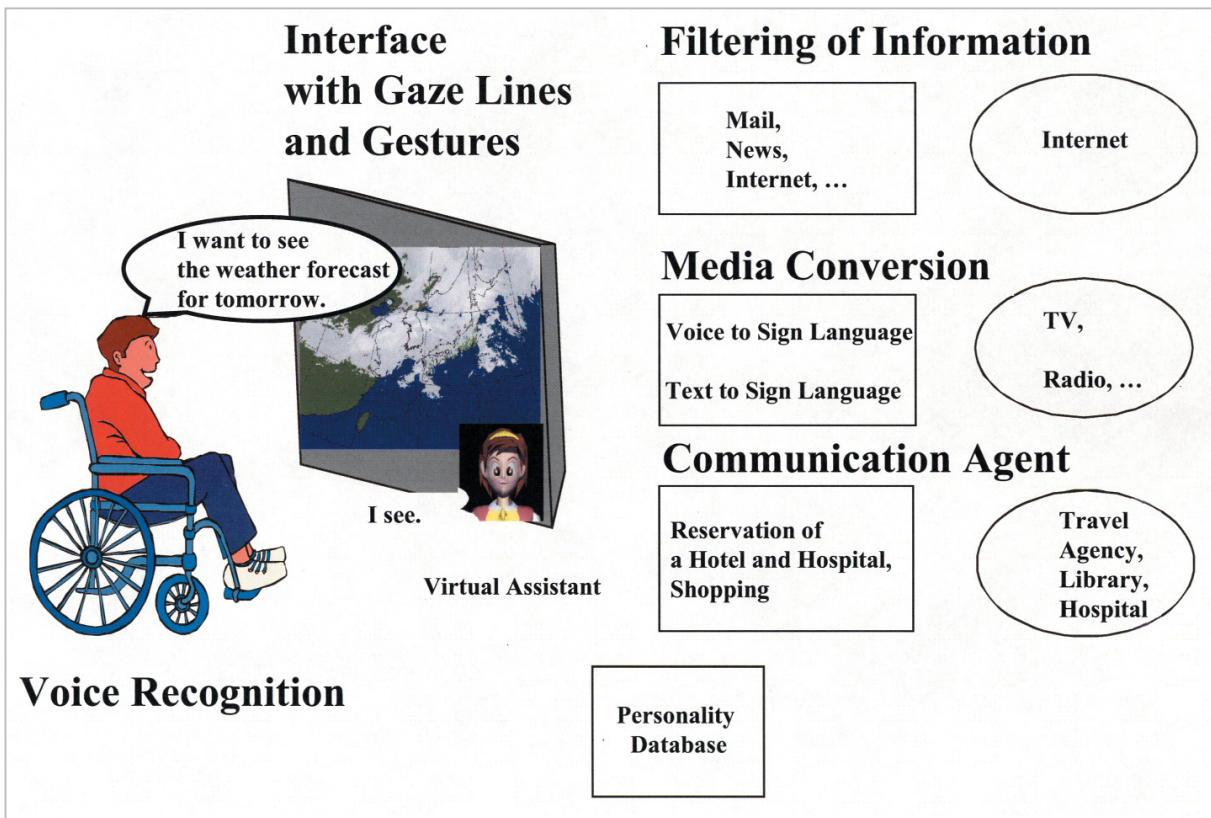 Interface
with Gaze Lines
and Gestures
I want to see
the weather forecast
for tomorrow.
I see.
Virtual Assistant
Voice Recognition
Filtering of Information
Mail,
News,
Internet, …
Internet
Media Conversion
Voice to Sign Language
Text to Sign Language
TV,
Radio, …
Communication Agent
Reservation of
a Hotel and Hospital,
Shopping
Travel
Agency,
Library,
Hospital
Personality
Database